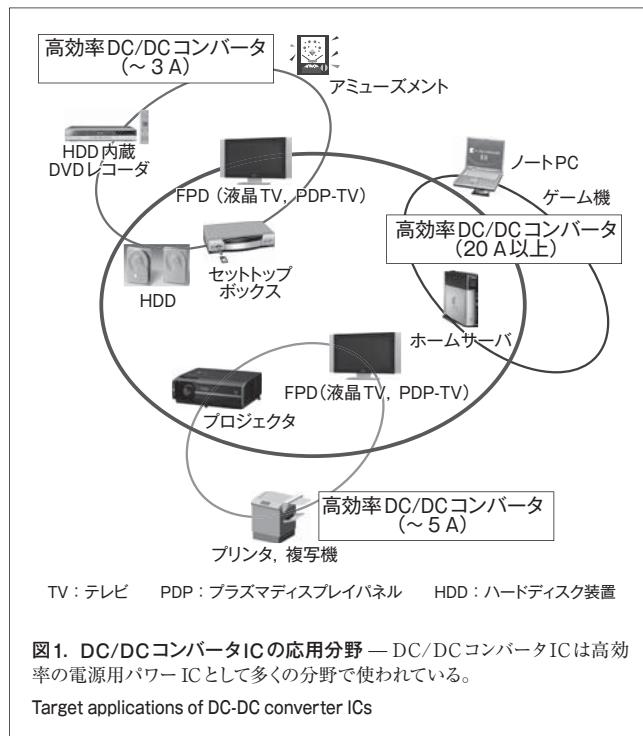 高効率DC/DCコンバータ
(～3 A)
アミューズメント
HDD内蔵
DVDレコーダ
FPD(液晶TV, PDP-TV)
ノートPC
ゲーム機
高効率DC/DCコンバータ
(20 A以上)
セットトップ
ボックス
HDD
ホームサーバ
FPD(液晶TV, PDP-TV)
プロジェクタ
高効率DC/DCコンバータ
(～5 A)
プリンタ, 複写機
TV：テレビ PDP：プラズマディスプレイパネル HDD：ハードディスク装置
図1. DC/DCコンバータICの応用分野 — DC/DCコンバータICは高効
率の電源用パワーICとして多くの分野で使われている。
Target applications of DC-DC converter ICs